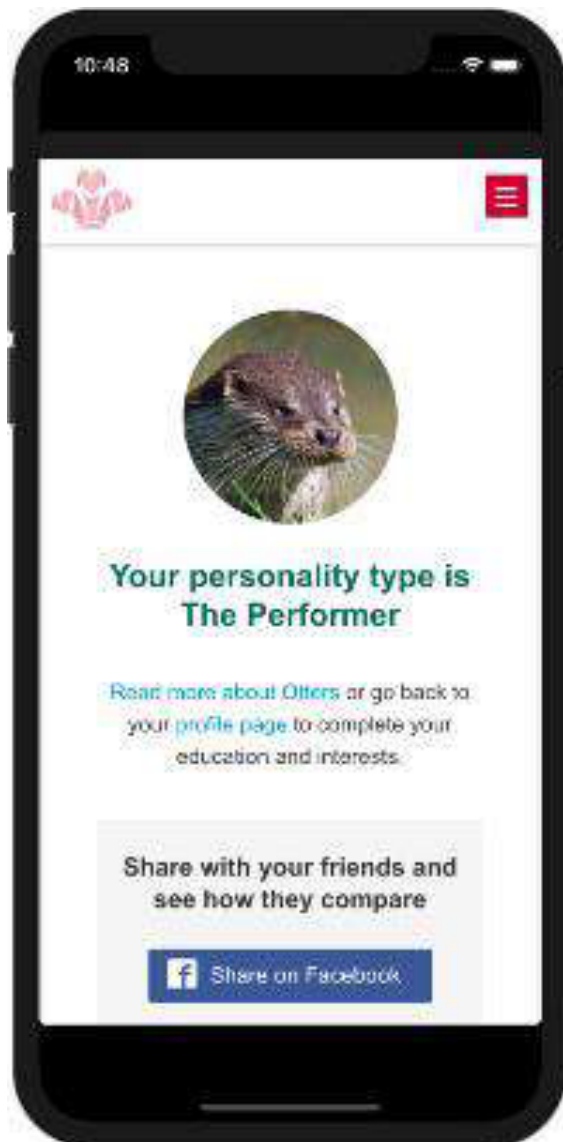 10:48
Your personality type is
The Performer
Read more about Otters or go back to
your profile page to complete your
education and interests.
Share with your friends and
see how they compare
f Share on Facebook